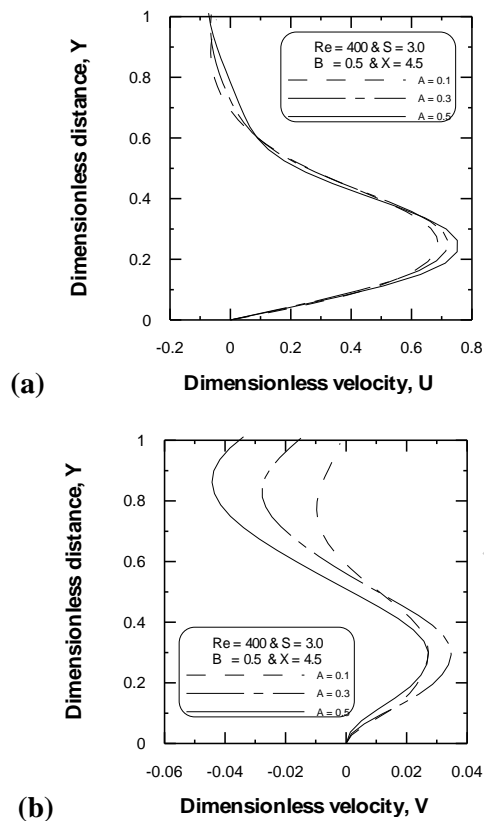 1
0.8
0.6
0.4
0.2
0
Dimensionless distance, Y
Re = 400 & S = 3.0
B = 0.5 & X = 4.5
A = 0.1
A = 0.3
A = 0.5
-0.2 0 0.2 0.4 0.6 0.8
(a) Dimensionless velocity, U
1
0.8
0.6
0.4
0.2
0
Dimensionless distance, Y
Re = 400 & S = 3.0
B = 0.5 & X = 4.5
A = 0.1
A = 0.3
A = 0.5
-0.06 -0.04 -0.02 0 0.02 0.04
(b) Dimensionless velocity, V